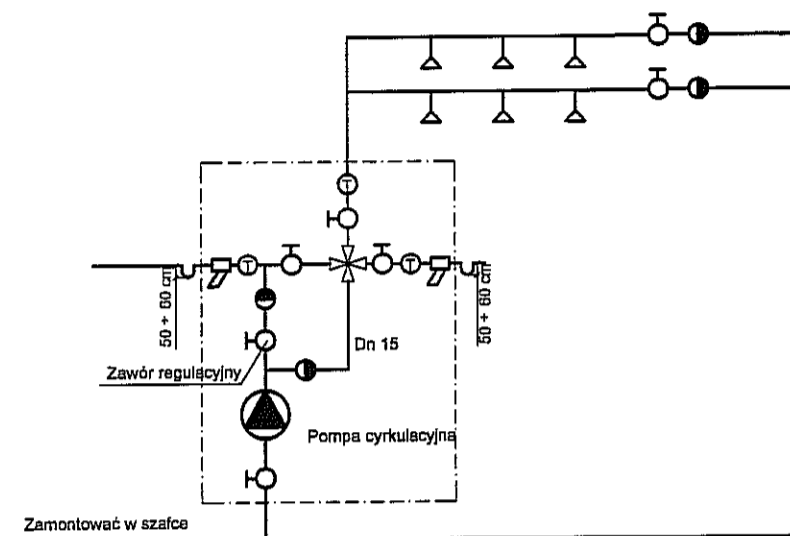 T
T
T
50 + 60 cm
50 + 60 cm
Dn 15
Zawór regulacyjny
Pompa cyrkulacyjna
Zamontować w szafce